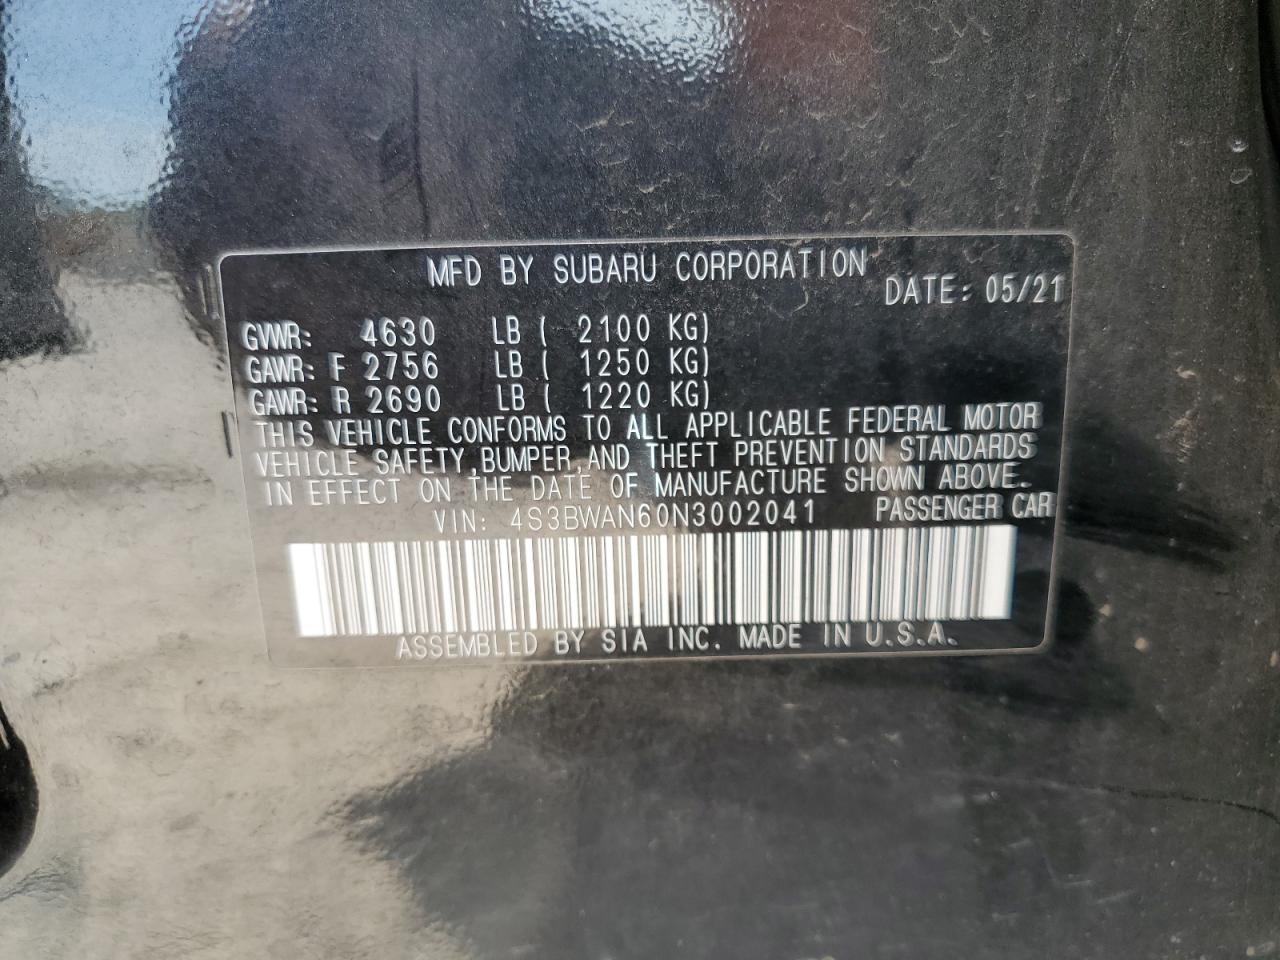 MFD BY SUBARU CORPORATION
DATE: 05/21
GVWR: 4630 LB ( 2100 KG)
GAWR: F 2756 LB ( 1250 KG)
GAWR: R 2690 LB ( 1220 KG)
THIS VEHICLE CONFORMS TO ALL APPLICABLE FEDERAL MOTOR
VEHICLE SAFETY,BUMPER,AND THEFT PREVENTION STANDARDS
IN EFFECT ON THE DATE OF MANUFACTURE SHOWN ABOVE.
VIN: 4S3BWAN60N3002041 PASSENGER CAR
ASSEMBLED BY SIA INC. MADE IN U.S.A.